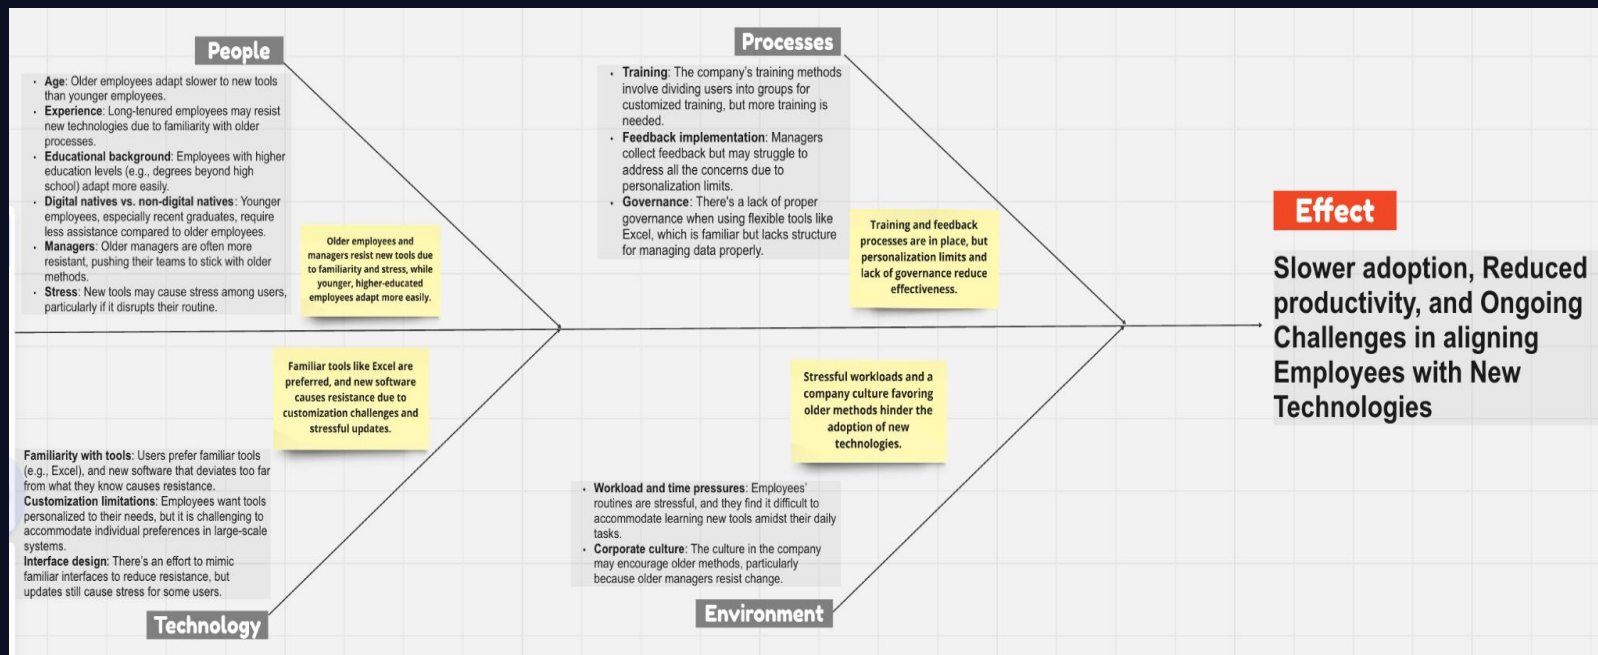 People
Age: Older employees adapt slower to new tools
than younger employees.
Experience: Long-tenured employees may resist
new technologies due to familiarity with older
processes.
Educational background: Employees with higher
education levels (e.g., degrees beyond high
school) adapt more easily.
Digital natives vs. non-digital natives: Younger
employees, especially recent graduates, require
less assistance compared to older employees.
Managers: Older managers are often more
resistant, pushing their teams to stick with older
methods.
Stress: New tools may cause stress among users,
particularly if it disrupts their routine.
Older employees and
managers resist new tools due
to familiarity and stress, while
younger, higher-educated
employees adapt more easily.
Processes
Training: The company's training methods
involve dividing users into groups for
customized training, but more training is
needed.
Feedback implementation: Managers
collect feedback but may struggle to
address all the concerns due to
personalization limits.
Governance: There's a lack of proper
governance when using flexible tools like
Excel, which is familiar but lacks structure
for managing data properly.
Training and feedback
processes are in place, but
personalization limits and
lack of governance reduce
effectiveness.
Effect
Slower adoption, Reduced
productivity, and Ongoing
Challenges in aligning
Employees with New
Technologies
Familiar tools like Excel are
preferred, and new software
causes resistance due to
customization challenges and
stressful updates.
Familiarity with tools: Users prefer familiar tools
(e.g., Excel), and new software that deviates too far
from what they know causes resistance.
Customization limitations: Employees want tools
personalized to their needs, but it is challenging to
accommodate individual preferences in large-scale
systems.
Interface design: There's an effort to mimic
familiar interfaces to reduce resistance, but
updates still cause stress for some users.
Technology
Stressful workloads and a
company culture favoring
older methods hinder the
adoption of new
technologies.
Workload and time pressures: Employees'
routines are stressful, and they find it difficult to
accommodate learning new tools amidst their daily
tasks.
Corporate culture: The culture in the company
may encourage older methods, particularly
because older managers resist change.
Environment